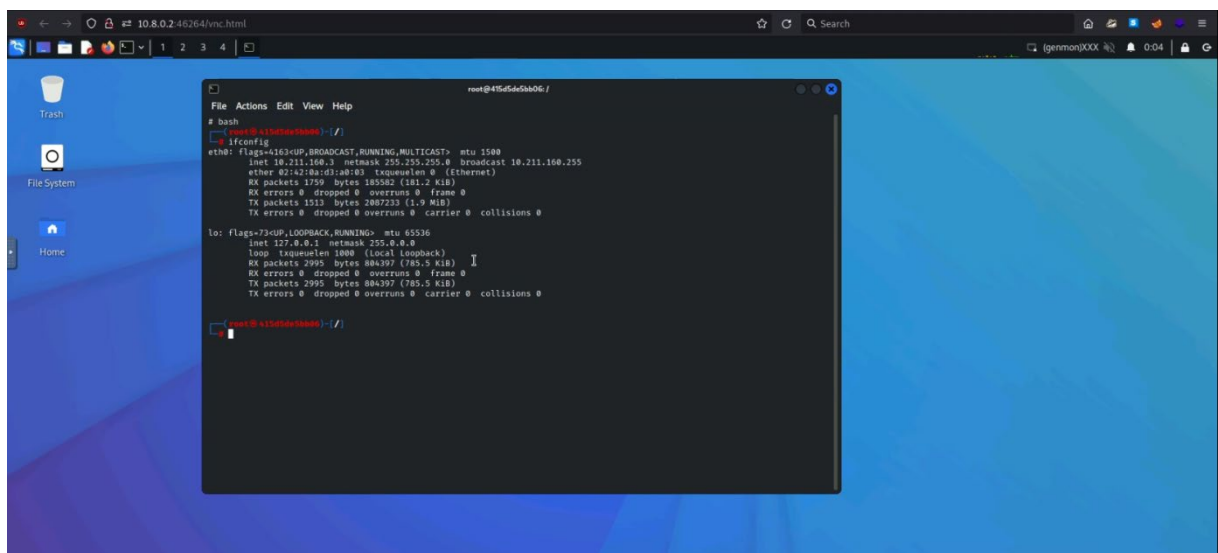 10.8.0.2:46264/vnc.html
Search
1 2 3 4
(genmon)XXX 0:04
Trash
File System
Home
root@415d5de5bb06: /
File Actions Edit View Help
# bash
(root㉿415d5de5bb06)-[/]
# ifconfig
eth0: flags=4163<UP,BROADCAST,RUNNING,MULTICAST> mtu 1500
inet 10.211.160.3 netmask 255.255.255.0 broadcast 10.211.160.255
ether 02:42:0a:d3:a0:03 txqueuelen 0 (Ethernet)
RX packets 1759 bytes 185582 (181.2 KiB)
RX errors 0 dropped 0 overruns 0 frame 0
TX packets 1513 bytes 2087233 (1.9 MiB)
TX errors 0 dropped 0 overruns 0 carrier 0 collisions 0
lo: flags=73<UP,LOOPBACK,RUNNING> mtu 65536
inet 127.0.0.1 netmask 255.0.0.0
loop txqueuelen 1000 (Local Loopback)
RX packets 2995 bytes 804397 (785.5 KiB)
RX errors 0 dropped 0 overruns 0 frame 0
TX packets 2995 bytes 804397 (785.5 KiB)
TX errors 0 dropped 0 overruns 0 carrier 0 collisions 0
(root㉿415d5de5bb06)-[/]
#